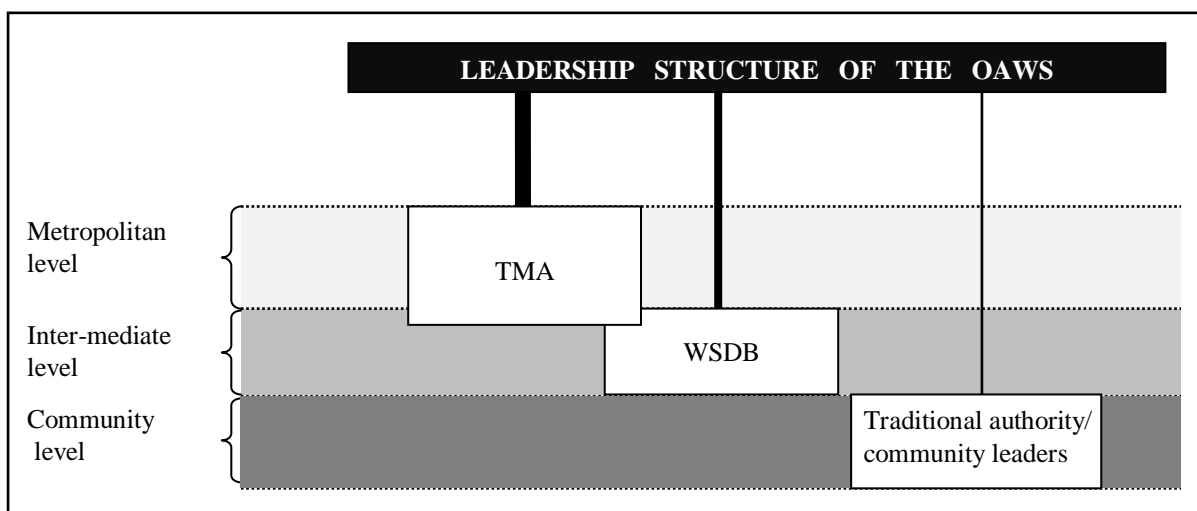 LEADERSHIP STRUCTURE OF THE OAWS
Metropolitan
level
TMA
Inter-mediate
level
WSDB
Community
level
Traditional authority/
community leaders